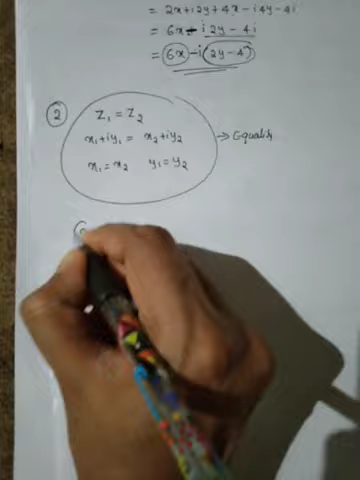 = 2x+i2y+4x-i4y-4i
= 6x-i2y-4i
= 6x-i(2y-4)
2 Z₁ = Z₂
x₁+iy₁ = x₂+iy₂ → Equality
x₁ = x₂ y₁ = y₂